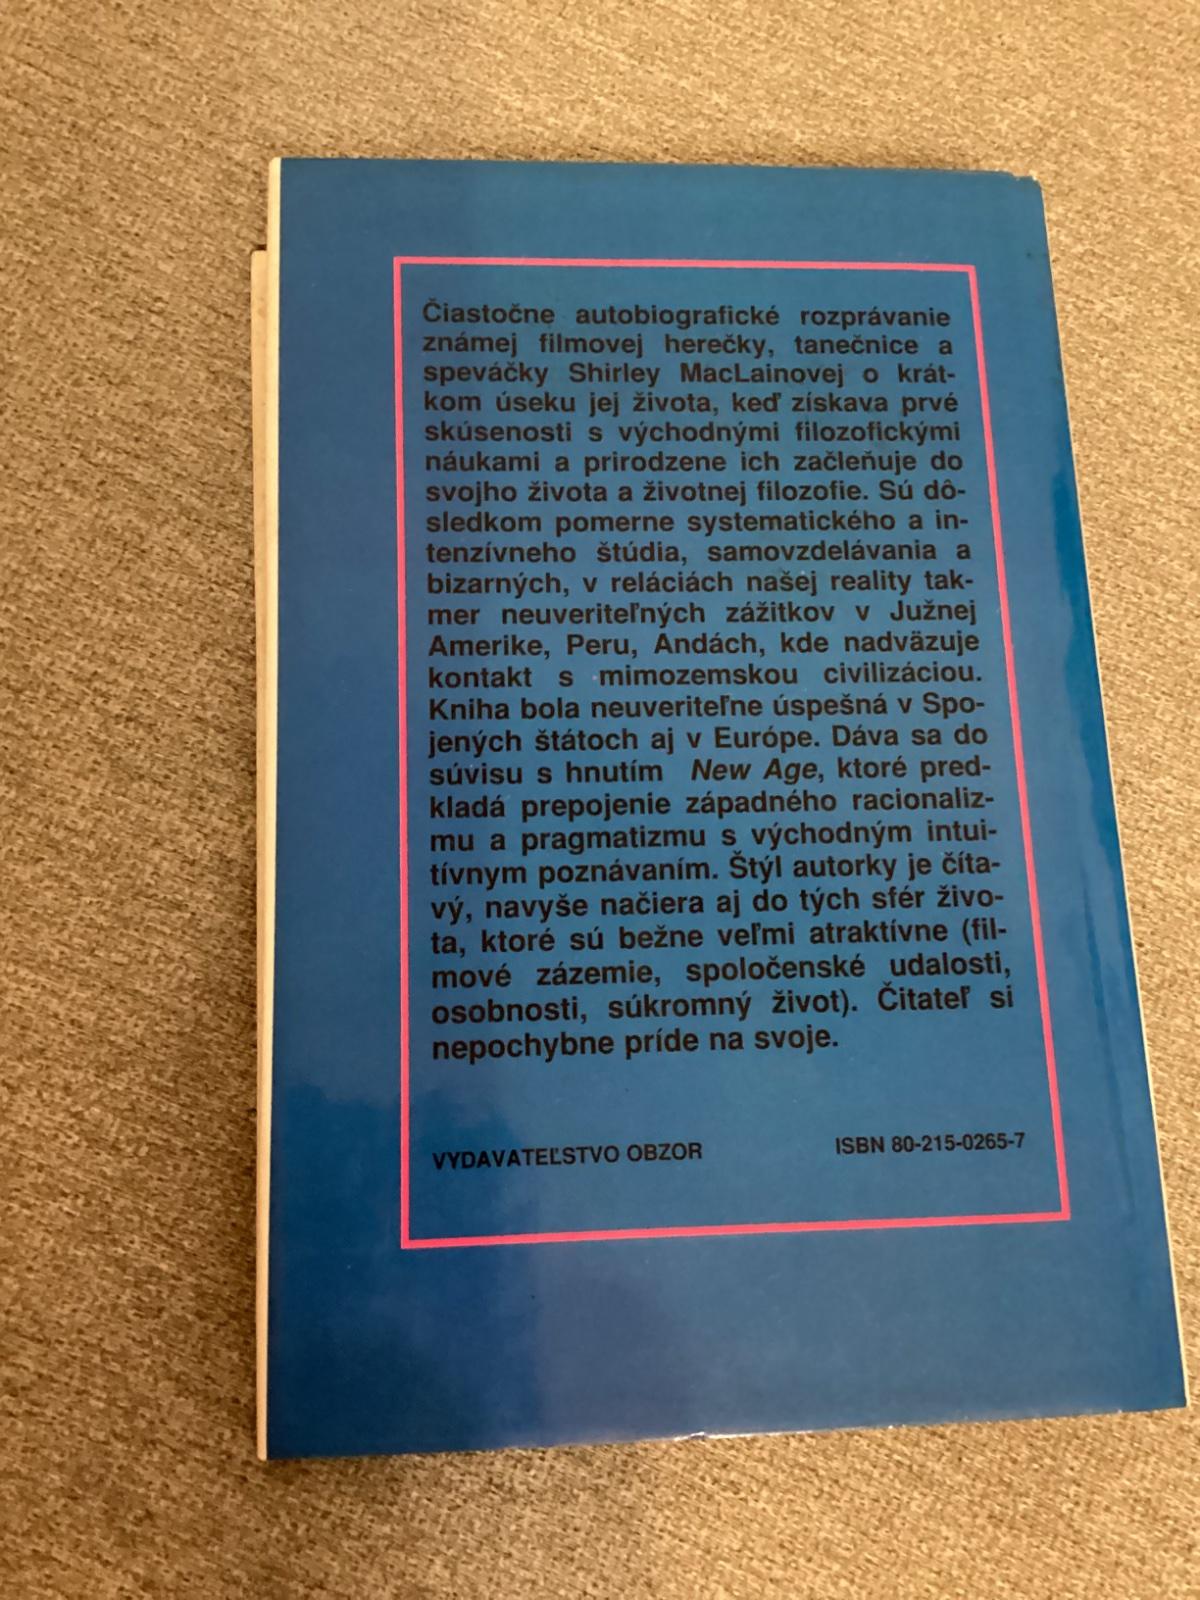 Čiastočne autobiografické rozprávanie
známej filmovej herečky, tanečnice a
speváčky Shirley MacLainovej o krát-
kom úseku jej života, keď získava prvé
skúsenosti s východnými filozofickými
náukami a prirodzene ich začleňuje do
svojho života a životnej filozofie. Sú dô-
sledkom pomerne systematického a in-
tenzívneho štúdia, samovzdelávania a
bizarných, v reláciách našej reality tak-
mer neuveriteľných zážitkov v Južnej
Amerike, Peru, Andách, kde nadväzuje
kontakt s mimozemskou civilizáciou.
Kniha bola neuveriteľne úspešná v Spo-
jených štátoch aj v Európe. Dáva sa do
súvisu s hnutím New Age, ktoré pred-
kladá prepojenie západného racionaliz-
mu a pragmatizmu s východným intui-
tívnym poznávaním. Štýl autorky je číta-
vý, navyše načiera aj do tých sfér živo-
ta, ktoré sú bežne veľmi atraktívne (fil-
mové zázemie, spoločenské udalosti,
osobnosti, súkromný život). Čitateľ si
nepochybne príde na svoje.
VYDAVATEĽSTVO OBZOR ISBN 80-215-0265-7